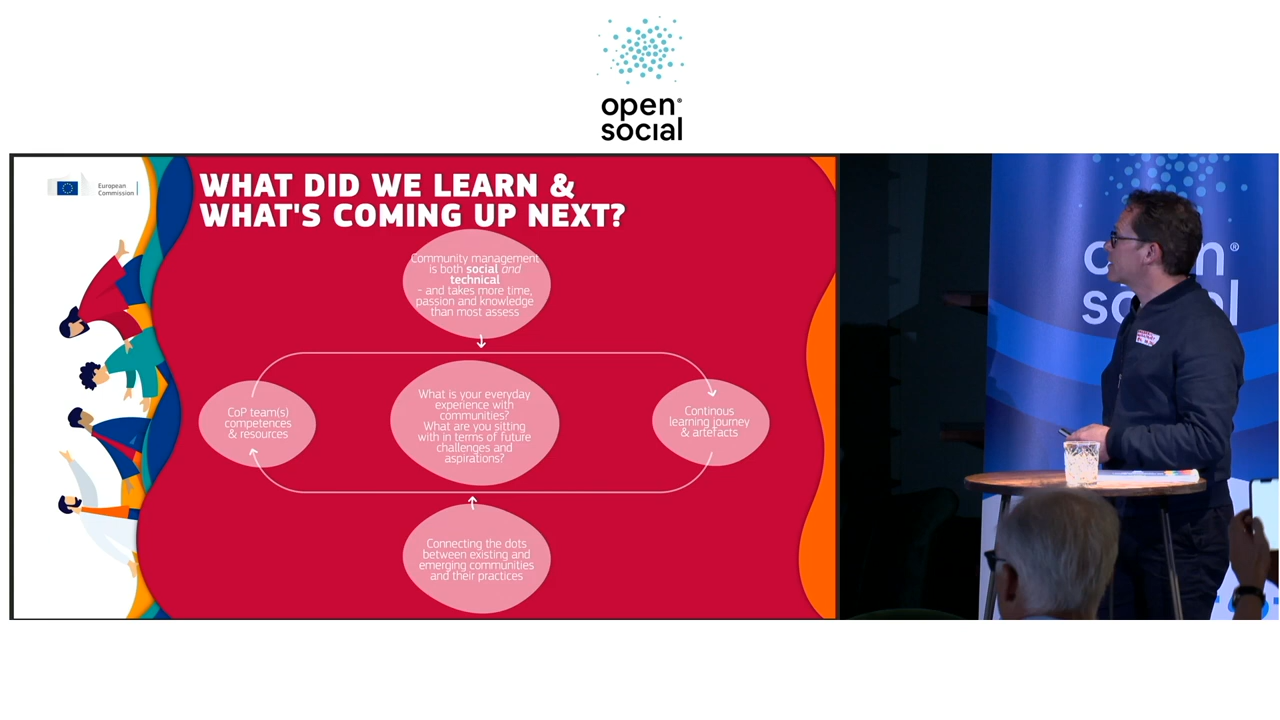 open®
social
European
Commission
WHAT DID WE LEARN &
WHAT'S COMING UP NEXT?
Community management
is both social and
technical
- and takes more time,
passion and knowledge
than most assess
CoP team(s)
competences
& resources
What is your everyday
experience with
communities?
What are you sitting
with in terms of future
challenges and
aspirations?
Continous
learning journey
& artefacts
Connecting the dots
between existing and
emerging communities
and their practices
open®
social